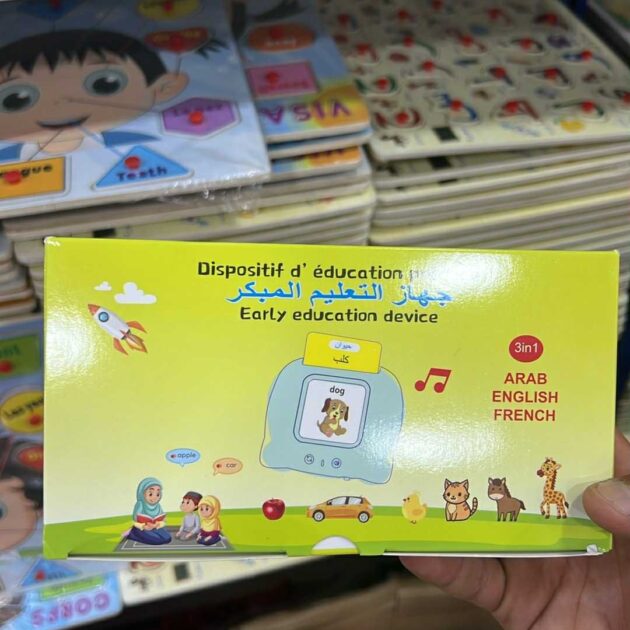 Dispositif d' éducation
جهاز التعليم المبكر
Early education device
3in1
ARAB
ENGLISH
FRENCH
حيوان
كلب
dog
apple
car
Teeth
VISA
CORPS